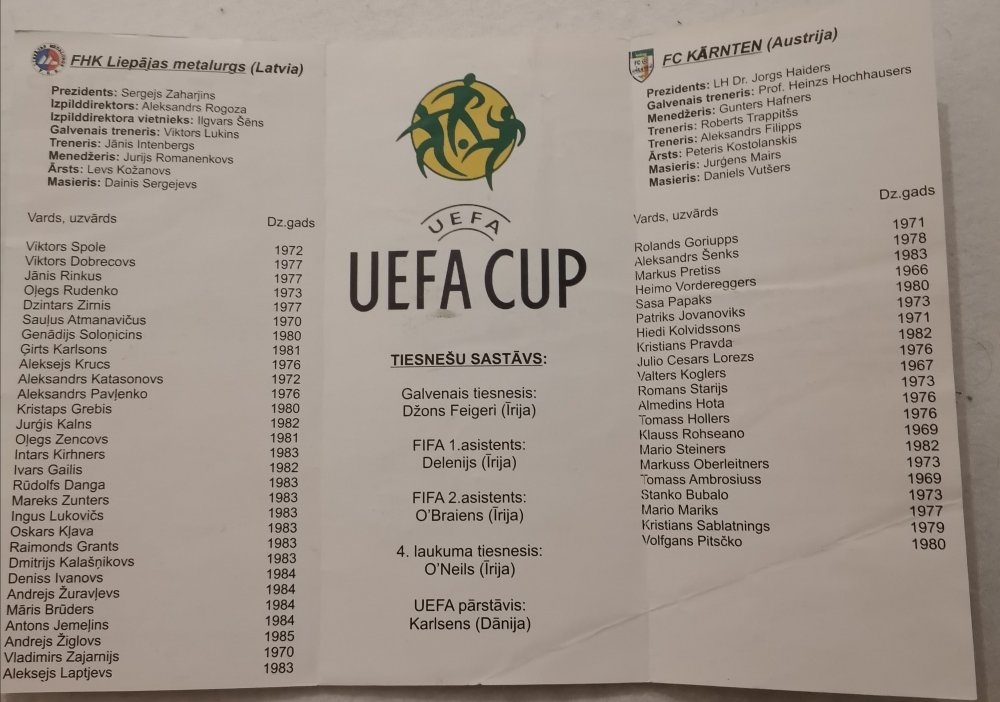 FHK Liepājas metalurgs (Latvia)
Prezidents: Sergejs Zaharjins
Izpilddirektors: Aleksandrs Rogoza
Izpilddirektora vietnieks: Ilgvars Šēns
Galvenais treneris: Viktors Lukins
Treneris: Jānis Intenbergs
Menedžeris: Jurijs Romanenkovs
Ārsts: Levs Kožanovs
Masieris: Dainis Sergejevs
Vards, uzvārds Dz.gads
Viktors Spole 1972
Viktors Dobrecovs 1977
Jānis Rinkus 1977
Oļegs Rudenko 1973
Dzintars Zirnis 1977
Sauļus Atmanavičus 1970
Genādijs Soloņicins 1980
Ģirts Karlsons 1981
Aleksejs Krucs 1976
Aleksandrs Katasonovs 1972
Aleksandrs Pavļenko 1976
Kristaps Grebis 1980
Jurģis Kalns 1982
Oļegs Zencovs 1981
Intars Kirhners 1983
Ivars Gailis 1982
Rūdolfs Danga 1983
Mareks Zunters 1983
Ingus Lukovičs 1983
Oskars Kļava 1983
Raimonds Grants 1983
Dmitrijs Kalašņikovs 1983
Deniss Ivanovs 1984
Andrejs Žuravļevs 1984
Māris Brūders 1984
Antons Jemeļins 1984
Andrejs Žiglovs 1985
Vladimirs Zajarnijs 1970
Aleksejs Laptjevs 1983
UEFA
UEFA CUP
TIESNEŠU SASTĀVS:
Galvenais tiesnesis:
Džons Feigeri (Īrija)
FIFA 1.asistents:
Delenijs (Īrija)
FIFA 2.asistents:
O'Braiens (Īrija)
4. laukuma tiesnesis:
O'Neils (Īrija)
UEFA pārstāvis:
Karlsens (Dānija)
FC KĀRNTEN (Austrija)
Prezidents: LH Dr. Jorgs Haiders
Galvenais treneris: Prof. Heinzs Hochhausers
Menedžeris: Gunters Hafners
Treneris: Roberts Trappitšs
Treneris: Aleksandrs Filipps
Ārsts: Peteris Kostolanskis
Masieris: Jurģens Mairs
Masieris: Daniels Vutšers
Vārds, uzvārds Dz.gads
Rolands Goriupps 1971
Aleksandrs Šenks 1978
Markus Pretiss 1983
Heimo Vordereggers 1966
Sasa Papaks 1980
Patriks Jovanoviks 1973
Hiedi Kolvidssons 1971
Kristians Pravda 1982
Julio Cesars Lorezs 1976
Valters Koglers 1967
Romans Starijs 1973
Almedins Hota 1976
Tomass Hollers 1976
Klauss Rohseano 1969
Mario Steiners 1982
Markuss Oberleitners 1973
Tomass Ambrosiuss 1969
Stanko Bubalo 1973
Mario Mariks 1977
Kristians Sablatnings 1979
Volfgans Pitsčko 1980